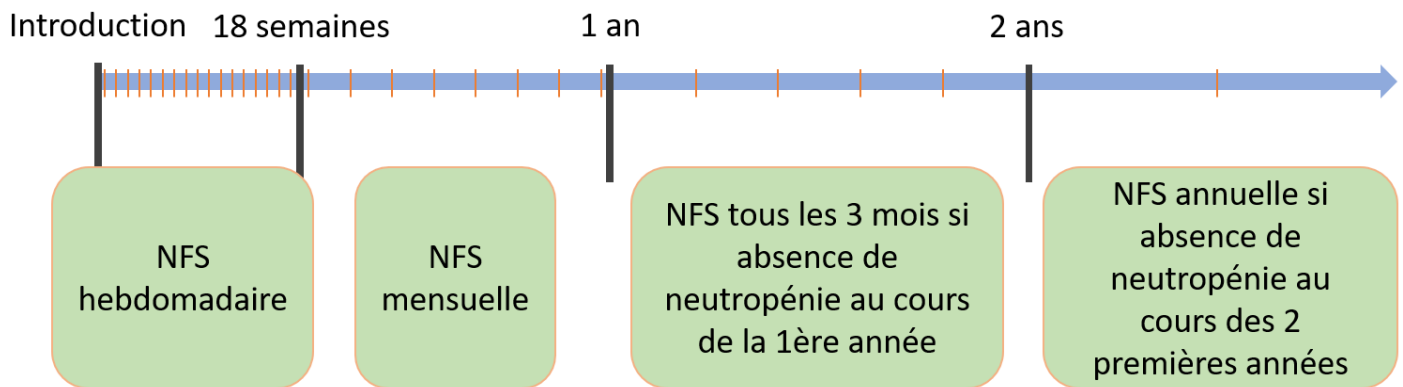 Introduction 18 semaines 1 an 2 ans
NFS
hebdomadaire
NFS
mensuelle
NFS tous les 3 mois si
absence de
neutropénie au cours
de la 1ère année
NFS annuelle si
absence de
neutropénie au
cours des 2
premières années